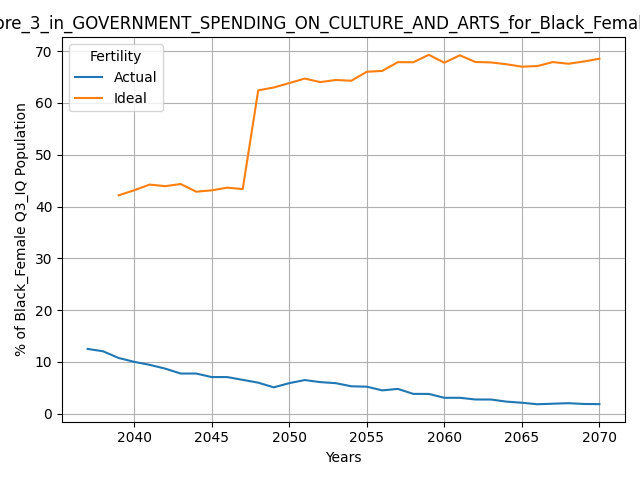 ore_3_in_GOVERNMENT_SPENDING_ON_CULTURE_AND_ARTS_for_Black_Femal
Fertility
Actual
Ideal
% of Black_Female Q3_IQ Population
70
60
50
40
30
20
10
0
2040 2045 2050 2055 2060 2065 2070
Years